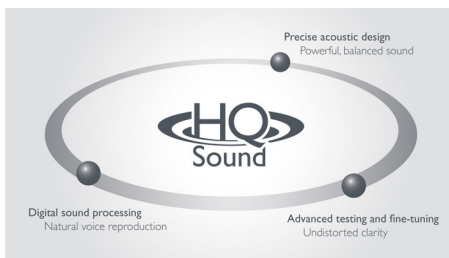 Precise acoustic design
Powerful, balanced sound
HQ
Sound
Digital sound processing
Natural voice reproduction
Advanced testing and fine-tuning
Undistorted clarity